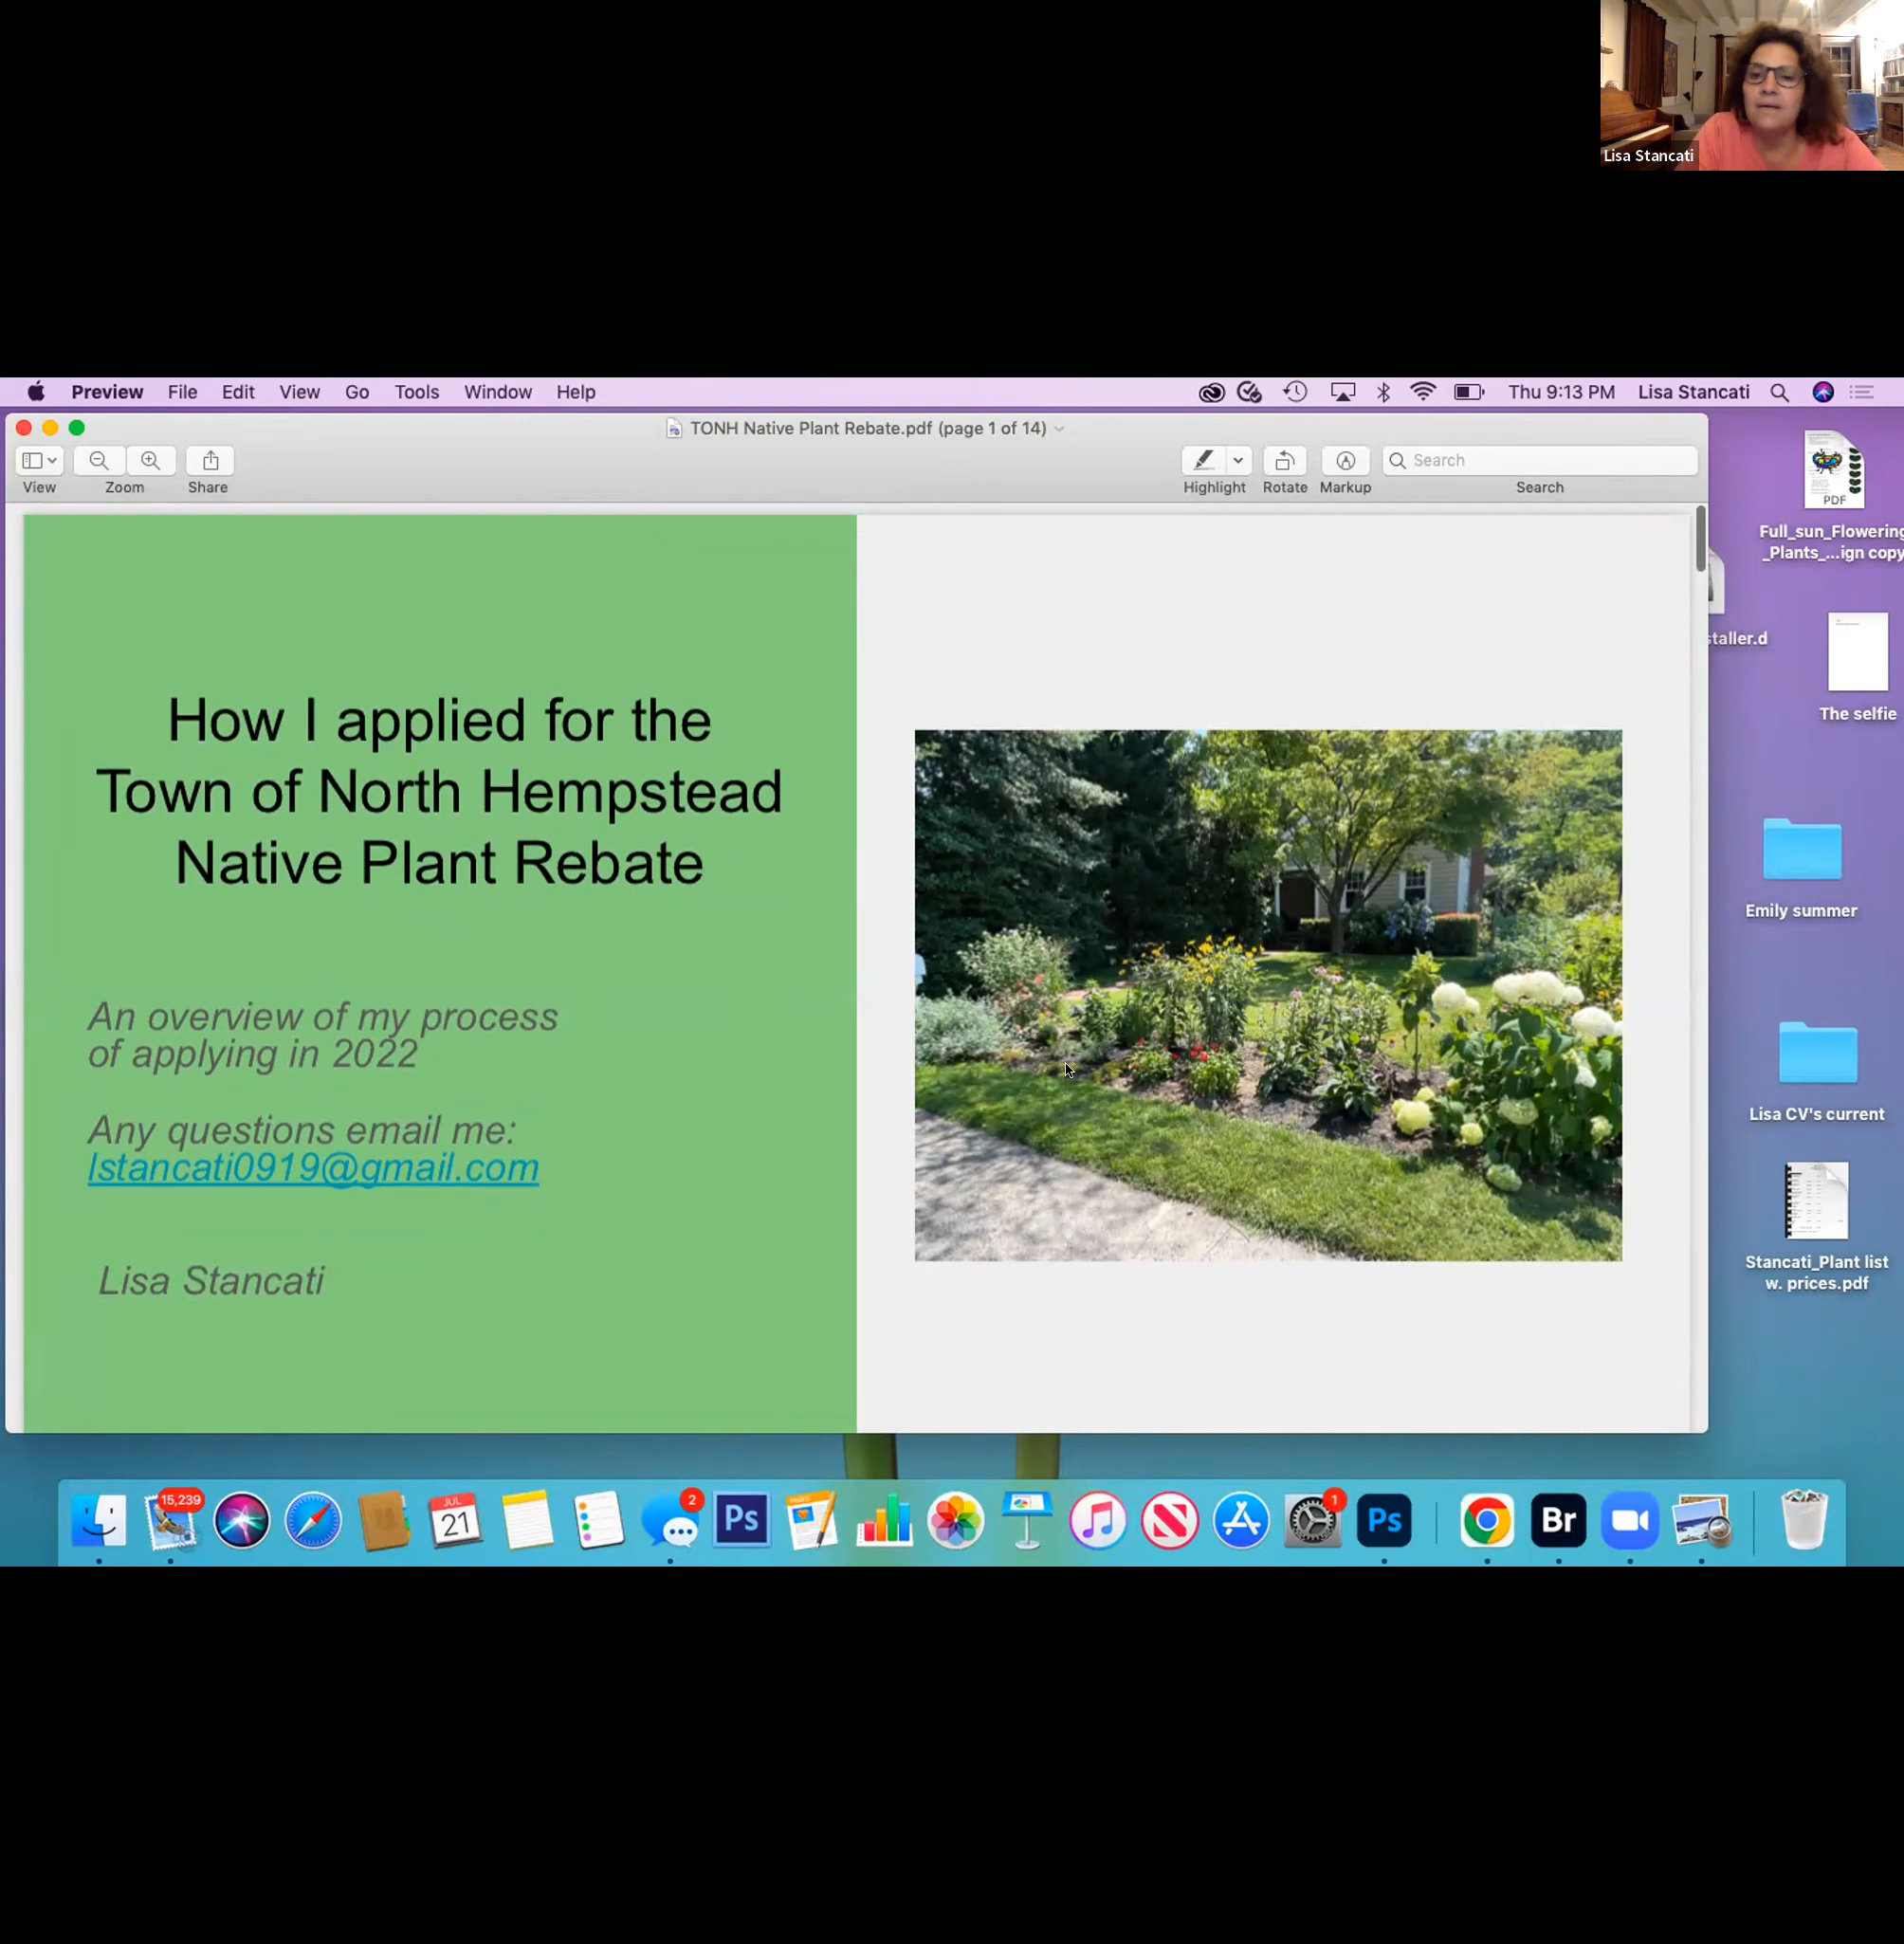 Lisa Stancati
Preview File Edit View Go Tools Window Help Thu 9:13 PM Lisa Stancati
TONH Native Plant Rebate.pdf (page 1 of 14)
Search
View Zoom Share Highlight Rotate Markup Search
How I applied for the
Town of North Hempstead
Native Plant Rebate
An overview of my process
of applying in 2022
Any questions email me:
lstancati0919@gmail.com
Lisa Stancati
PDF
Full_sun_Flowering
_Plants_...ign copy
staller.d
The selfie
Emily summer
Lisa CV's current
Stancati_Plant list
w. prices.pdf
15,239
JUL
21
2
Ps
PAGES
1
Ps
Br